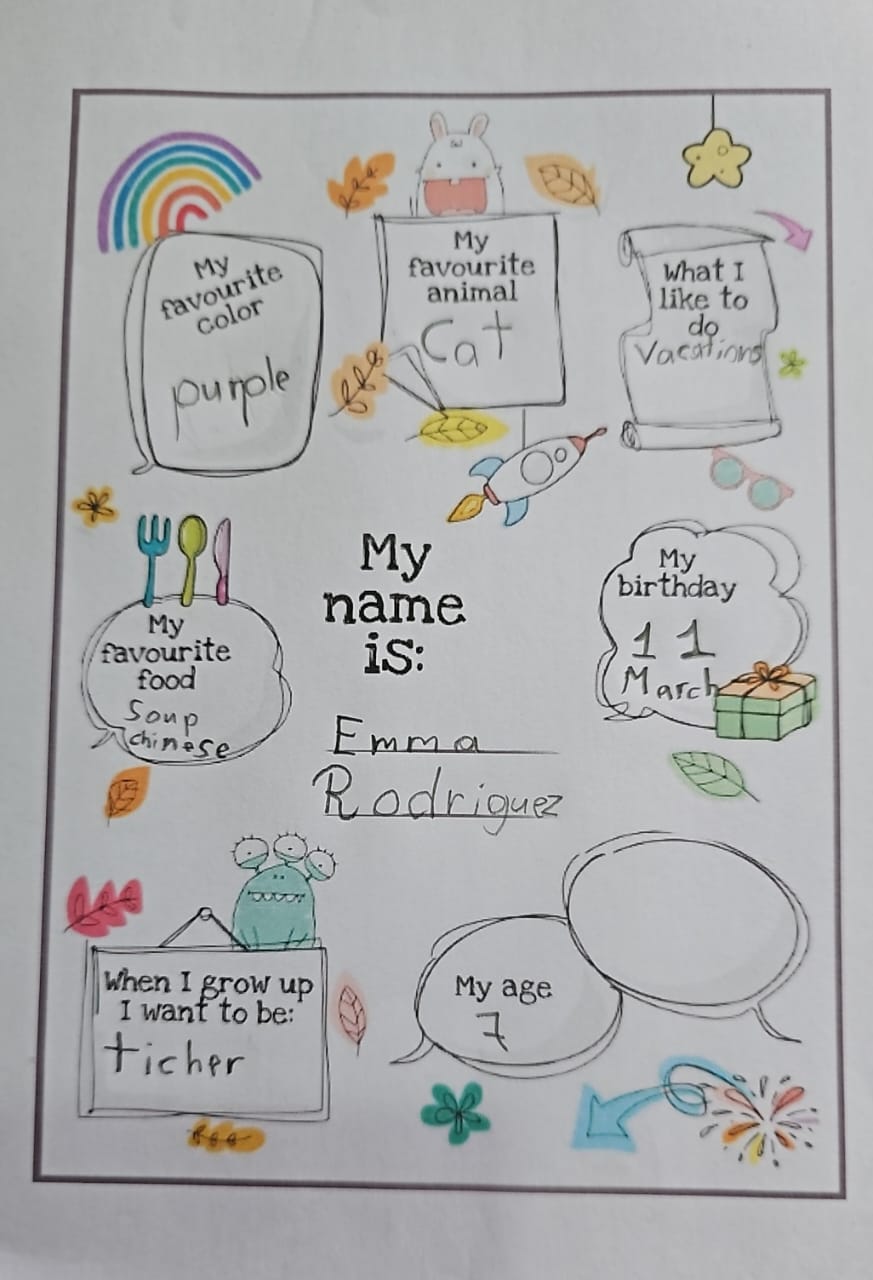 My
favourite
color
purple
My
favourite
animal
Cat
What I
like to
do
Vacations
My
favourite
food
Soup
chinese
My
name
is:
Emma
Rodriguez
My
birthday
11
March
When I grow up
I want to be:
ticher
My age
7